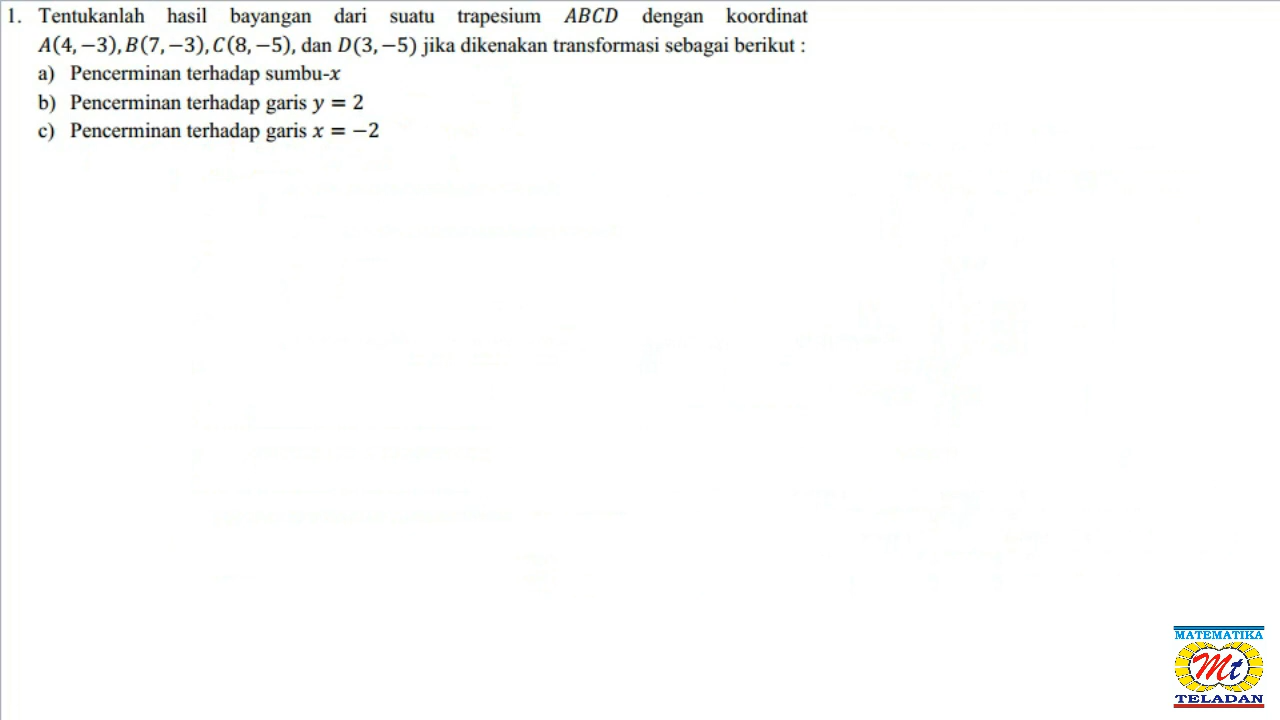 1. Tentukanlah hasil bayangan dari suatu trapesium ABCD dengan koordinat
A(4, −3), B(7, −3), C(8, −5), dan D(3, −5) jika dikenakan transformasi sebagai berikut :
a) Pencerminan terhadap sumbu-x
b) Pencerminan terhadap garis y = 2
c) Pencerminan terhadap garis x = −2
MATEMATIKA
Mt
TELADAN